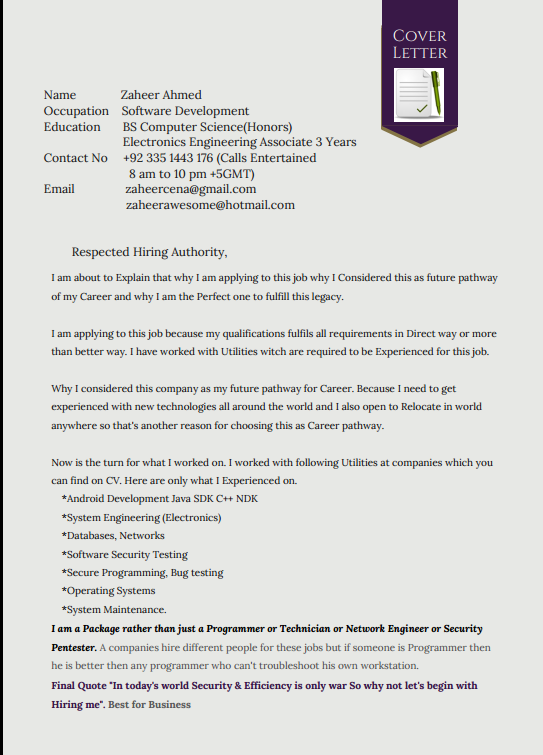 COVER
LETTER
Name Zaheer Ahmed
Occupation Software Development
Education BS Computer Science(Honors)
Electronics Engineering Associate 3 Years
Contact No +92 335 1443 176 (Calls Entertained
8 am to 10 pm +5GMT)
Email zaheercena@gmail.com
zaheerawesome@hotmail.com
Respected Hiring Authority,
I am about to Explain that why I am applying to this job why I Considered this as future pathway
of my Career and why I am the Perfect one to fulfill this legacy.
I am applying to this job because my qualifications fulfils all requirements in Direct way or more
than better way. I have worked with Utilities witch are required to be Experienced for this job.
Why I considered this company as my future pathway for Career. Because I need to get
experienced with new technologies all around the world and I also open to Relocate in world
anywhere so that's another reason for choosing this as Career pathway.
Now is the turn for what I worked on. I worked with following Utilities at companies which you
can find on CV. Here are only what I Experienced on.
*Android Development Java SDK C++ NDK
*System Engineering (Electronics)
*Databases, Networks
*Software Security Testing
*Secure Programming, Bug testing
*Operating Systems
*System Maintenance.
I am a Package rather than just a Programmer or Technician or Network Engineer or Security
Pentester. A companies hire different people for these jobs but if someone is Programmer then
he is better then any programmer who can't troubleshoot his own workstation.
Final Quote "In today's world Security & Efficiency is only war So why not let's begin with
Hiring me". Best for Business